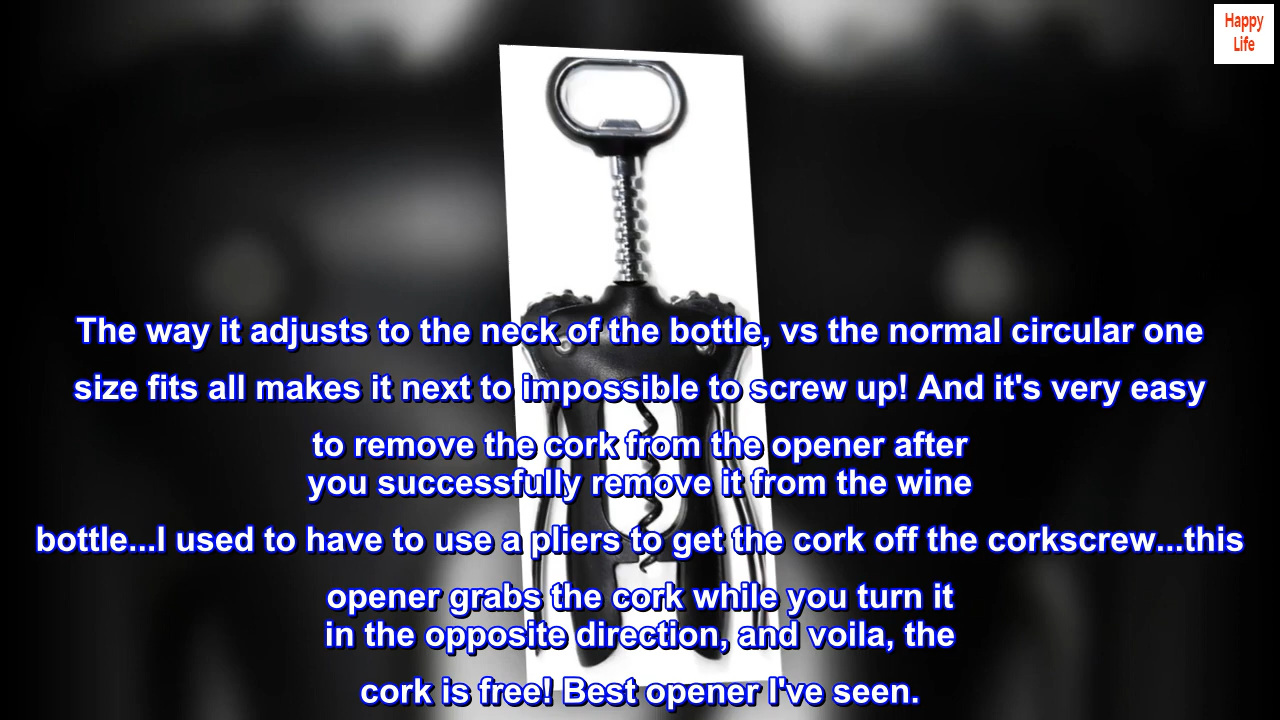 Happy
Life
The way it adjusts to the neck of the bottle, vs the normal circular one
size fits all makes it next to impossible to screw up! And it's very easy
to remove the cork from the opener after
you successfully remove it from the wine
bottle...I used to have to use a pliers to get the cork off the corkscrew...this
opener grabs the cork while you turn it
in the opposite direction, and voila, the
cork is free! Best opener I've seen.